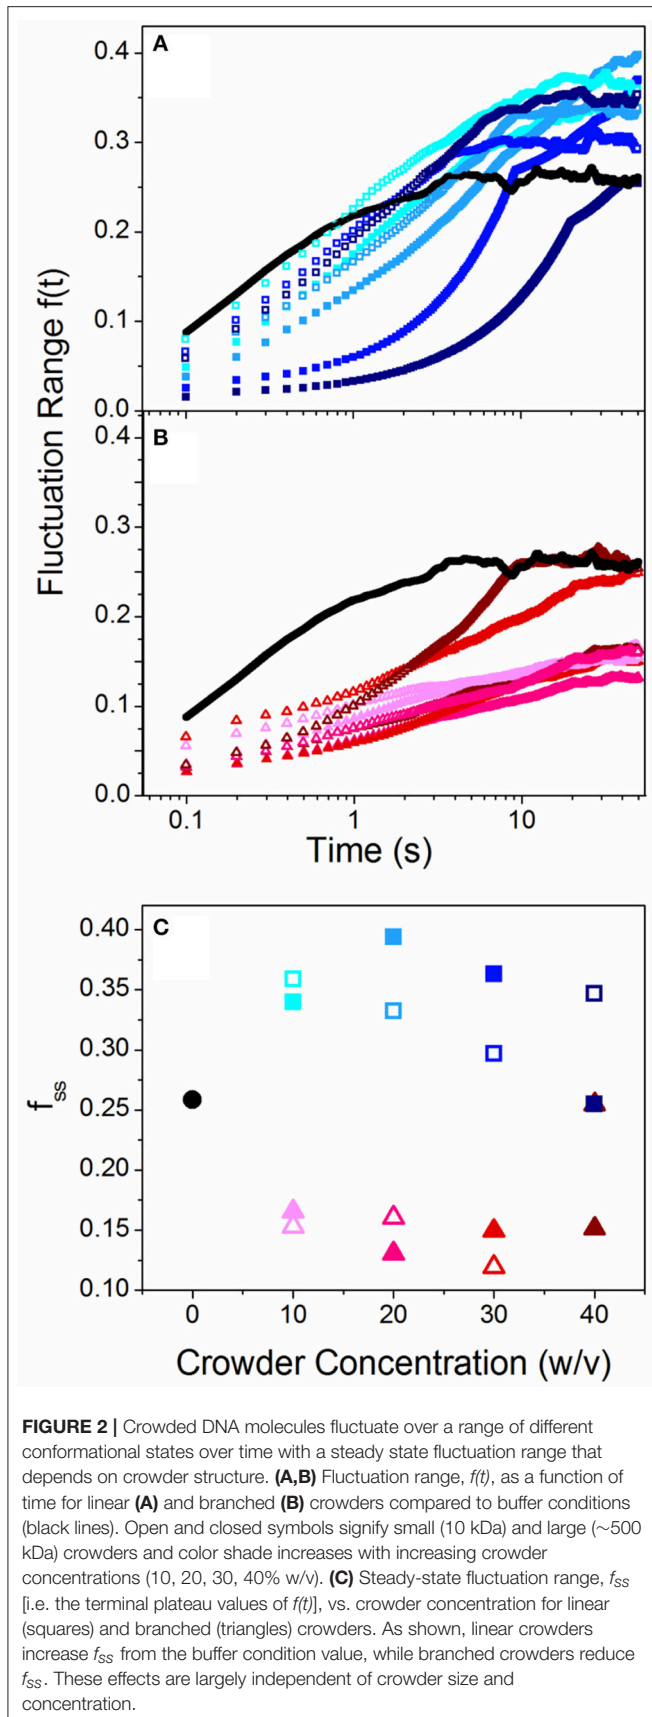 A
0.4
0.3
0.2
0.1
0.0
B
0.4
0.3
0.2
0.1
0.0
Fluctuation Range f(t)
0.1 1 10
Time (s)
C
0.40
0.35
0.30
0.25
0.20
0.15
0.10
fss
0 10 20 30 40
Crowder Concentration (w/v)
FIGURE 2 | Crowded DNA molecules fluctuate over a range of different
conformational states over time with a steady state fluctuation range that
depends on crowder structure. (A,B) Fluctuation range, f(t), as a function of
time for linear (A) and branched (B) crowders compared to buffer conditions
(black lines). Open and closed symbols signify small (10 kDa) and large (~500
kDa) crowders and color shade increases with increasing crowder
concentrations (10, 20, 30, 40% w/v). (C) Steady-state fluctuation range, fss
[i.e. the terminal plateau values of f(t)], vs. crowder concentration for linear
(squares) and branched (triangles) crowders. As shown, linear crowders
increase fss from the buffer condition value, while branched crowders reduce
fss. These effects are largely independent of crowder size and
concentration.